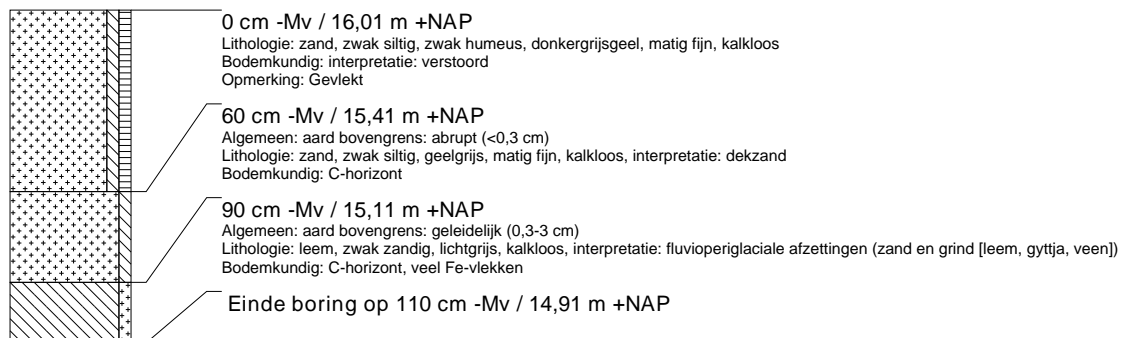 0 cm -Mv / 16,01 m +NAP
Lithologie: zand, zwak siltig, zwak humeus, donkergrijsgeel, matig fijn, kalkloos
Bodemkundig: interpretatie: verstoord
Opmerking: Gevlekt
60 cm -Mv / 15,41 m +NAP
Algemeen: aard bovengrens: abrupt (<0,3 cm)
Lithologie: zand, zwak siltig, geelgrijs, matig fijn, kalkloos, interpretatie: dekzand
Bodemkundig: C-horizont
90 cm -Mv / 15,11 m +NAP
Algemeen: aard bovengrens: geleidelijk (0,3-3 cm)
Lithologie: leem, zwak zandig, lichtgrijs, kalkloos, interpretatie: fluvioperiglaciale afzettingen (zand en grind [leem, gyttja, veen])
Bodemkundig: C-horizont, veel Fe-vlekken
Einde boring op 110 cm -Mv / 14,91 m +NAP